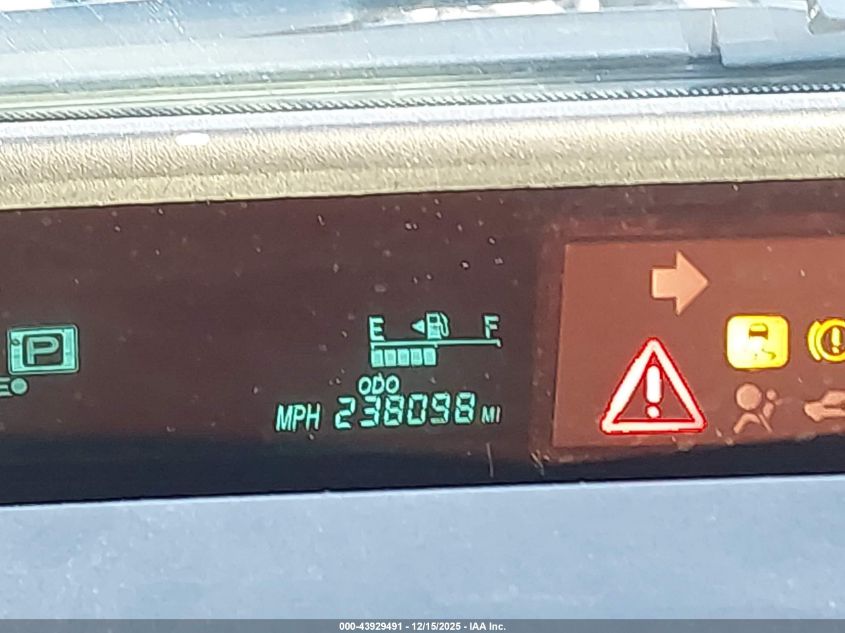 E F
P
ODO
MPH 238098 MI
000-43929491 - 12/15/2025 - IAA Inc.